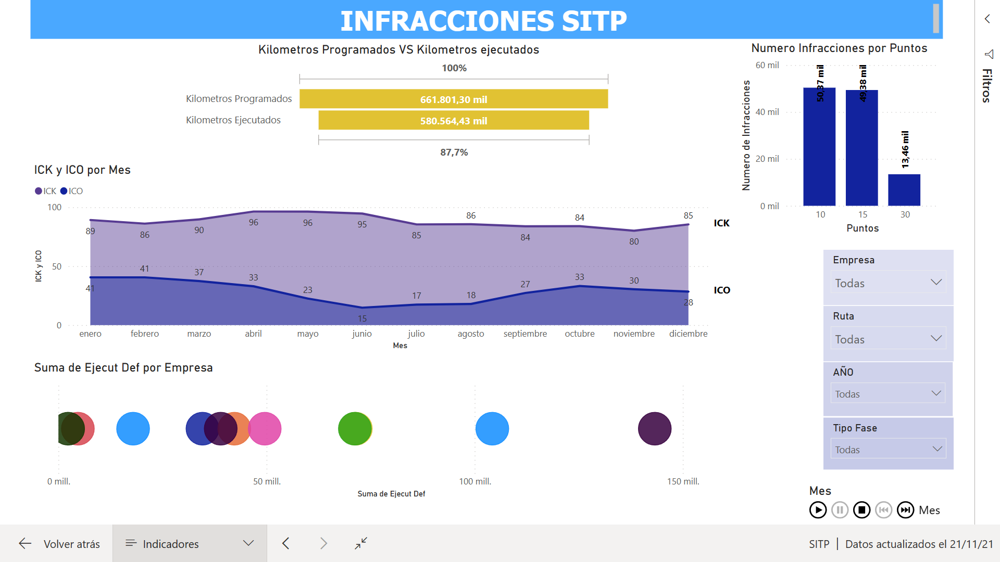 INFRACCIONES SITP
Kilometros Programados VS Kilometros ejecutados
100%
Kilometros Programados
661.801,30 mil
Kilometros Ejecutados
580.564,43 mil
87,7%
Numero Infracciones por Puntos
Numero de Infracciones
60 mil
40 mil
20 mil
0 mil
50,37 mil
49,38 mil
13,46 mil
10 15 30
Puntos
Filtros
ICK y ICO por Mes
ICK ICO
ICK y ICO
100
50
0
89 86 90 96 96 95 85 86 84 84 80 85
ICK
41 41 37 33 23 15 17 18 27 33 30 28
ICO
enero febrero marzo abril mayo junio julio agosto septiembre octubre noviembre diciembre
Mes
Suma de Ejecut Def por Empresa
0 mill. 50 mill. 100 mill. 150 mill.
Suma de Ejecut Def
Empresa
Todas
Ruta
Todas
AÑO
Todas
Tipo Fase
Todas
Mes
Mes
Volver atrás
Indicadores
SITP | Datos actualizados el 21/11/21